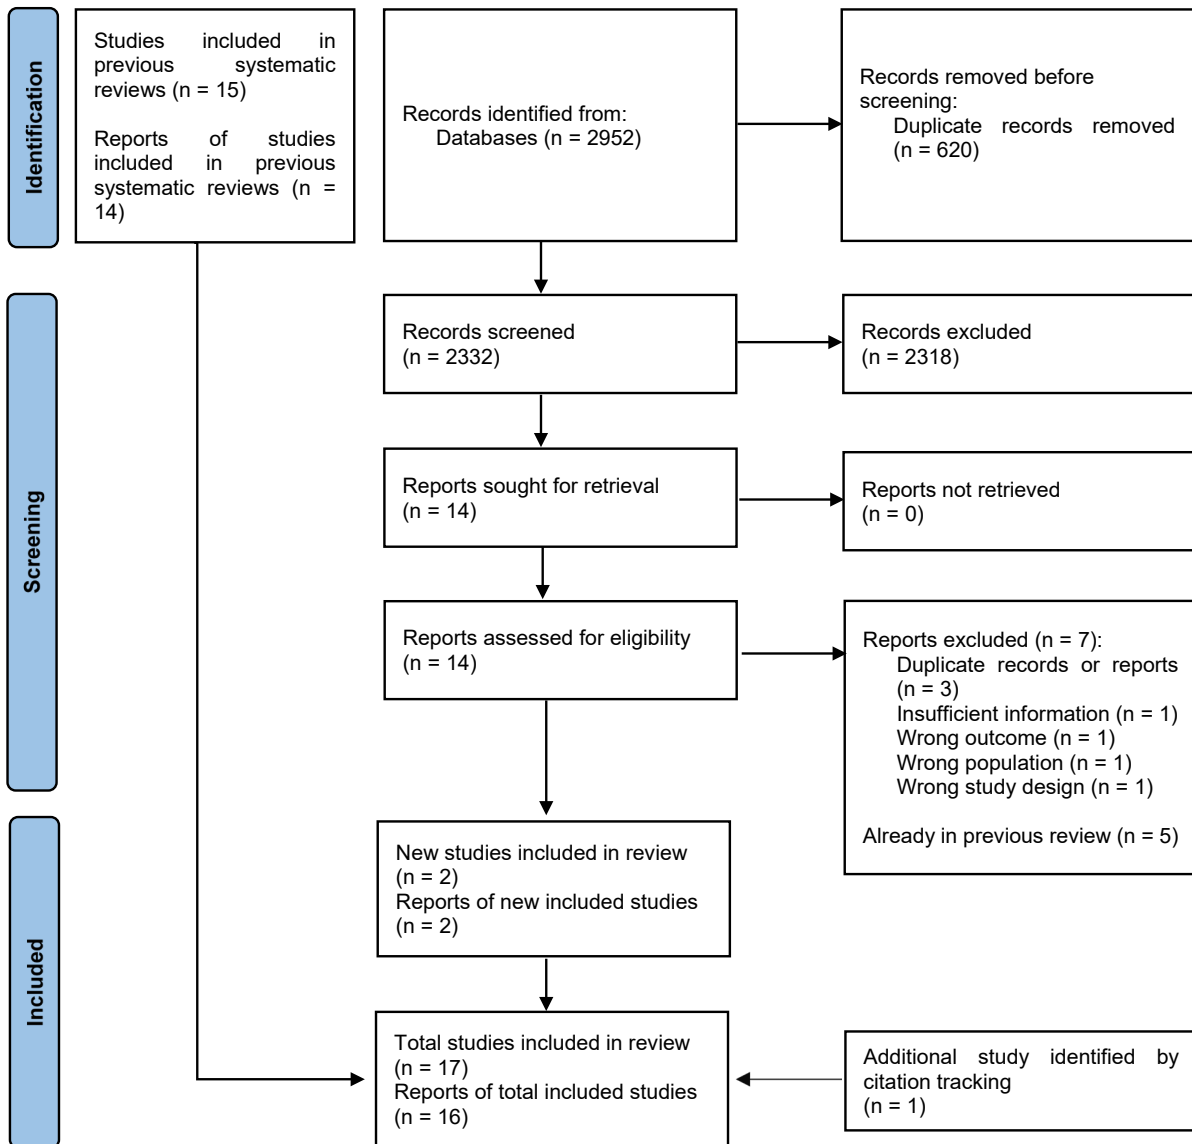 Identification
Studies included in
previous systematic
reviews (n = 15)
Reports of studies
included in previous
systematic reviews (n =
14)
Records identified from:
Databases (n = 2952)
Records removed before
screening:
Duplicate records removed
(n = 620)
Screening
Records screened
(n = 2332)
Records excluded
(n = 2318)
Reports sought for retrieval
(n = 14)
Reports not retrieved
(n = 0)
Reports assessed for eligibility
(n = 14)
Reports excluded (n = 7):
Duplicate records or reports
(n = 3)
Insufficient information (n = 1)
Wrong outcome (n = 1)
Wrong population (n = 1)
Wrong study design (n = 1)
Already in previous review (n = 5)
Included
New studies included in review
(n = 2)
Reports of new included studies
(n = 2)
Total studies included in review
(n = 17)
Reports of total included studies
(n = 16)
Additional study identified by
citation tracking
(n = 1)